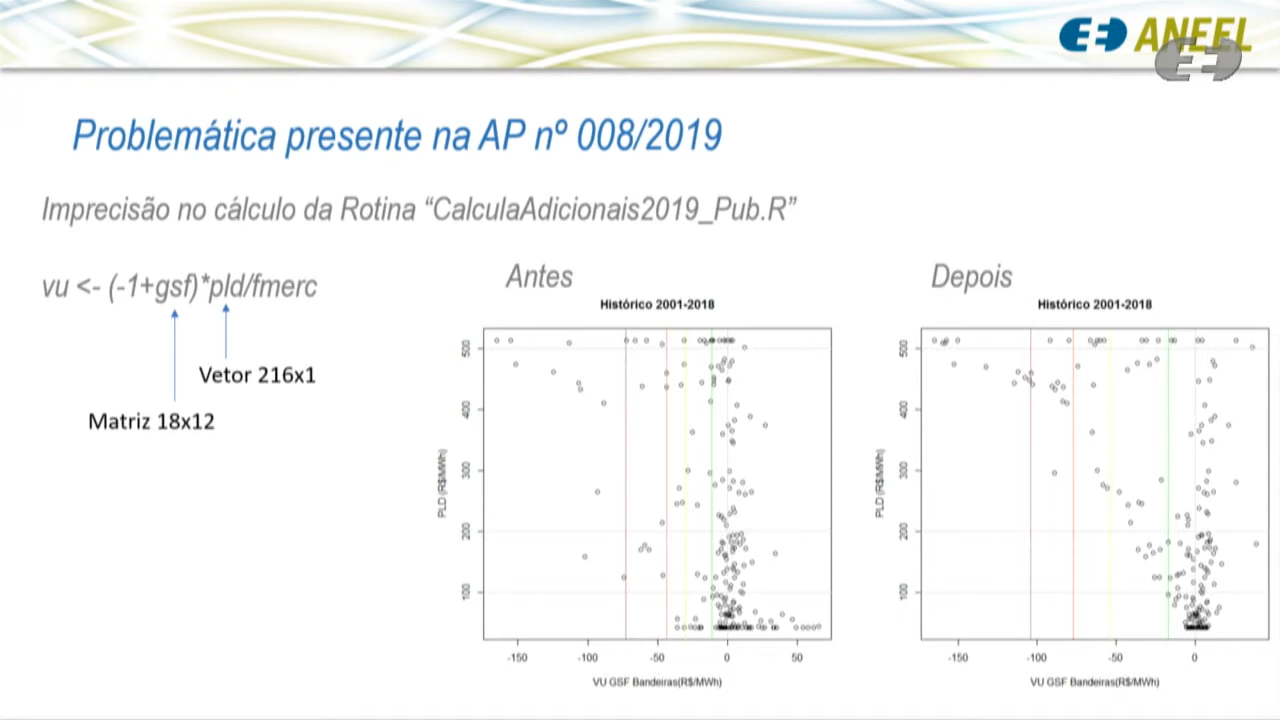 ANEEL
Problemática presente na AP nº 008/2019
Imprecisão no cálculo da Rotina “CalculaAdicionais2019_Pub.R”
vu <- (-1+gsf)*pld/fmerc
Vetor 216x1
Matriz 18x12
Antes
Histórico 2001-2018
PLD (R$/MWh)
500
400
300
200
100
-150 -100 -50 0 50
VU GSF Bandeiras(R$/MWh)
Depois
Histórico 2001-2018
PLD (R$/MWh)
500
400
300
200
100
-150 -100 -50 0
VU GSF Bandeiras(R$/MWh)